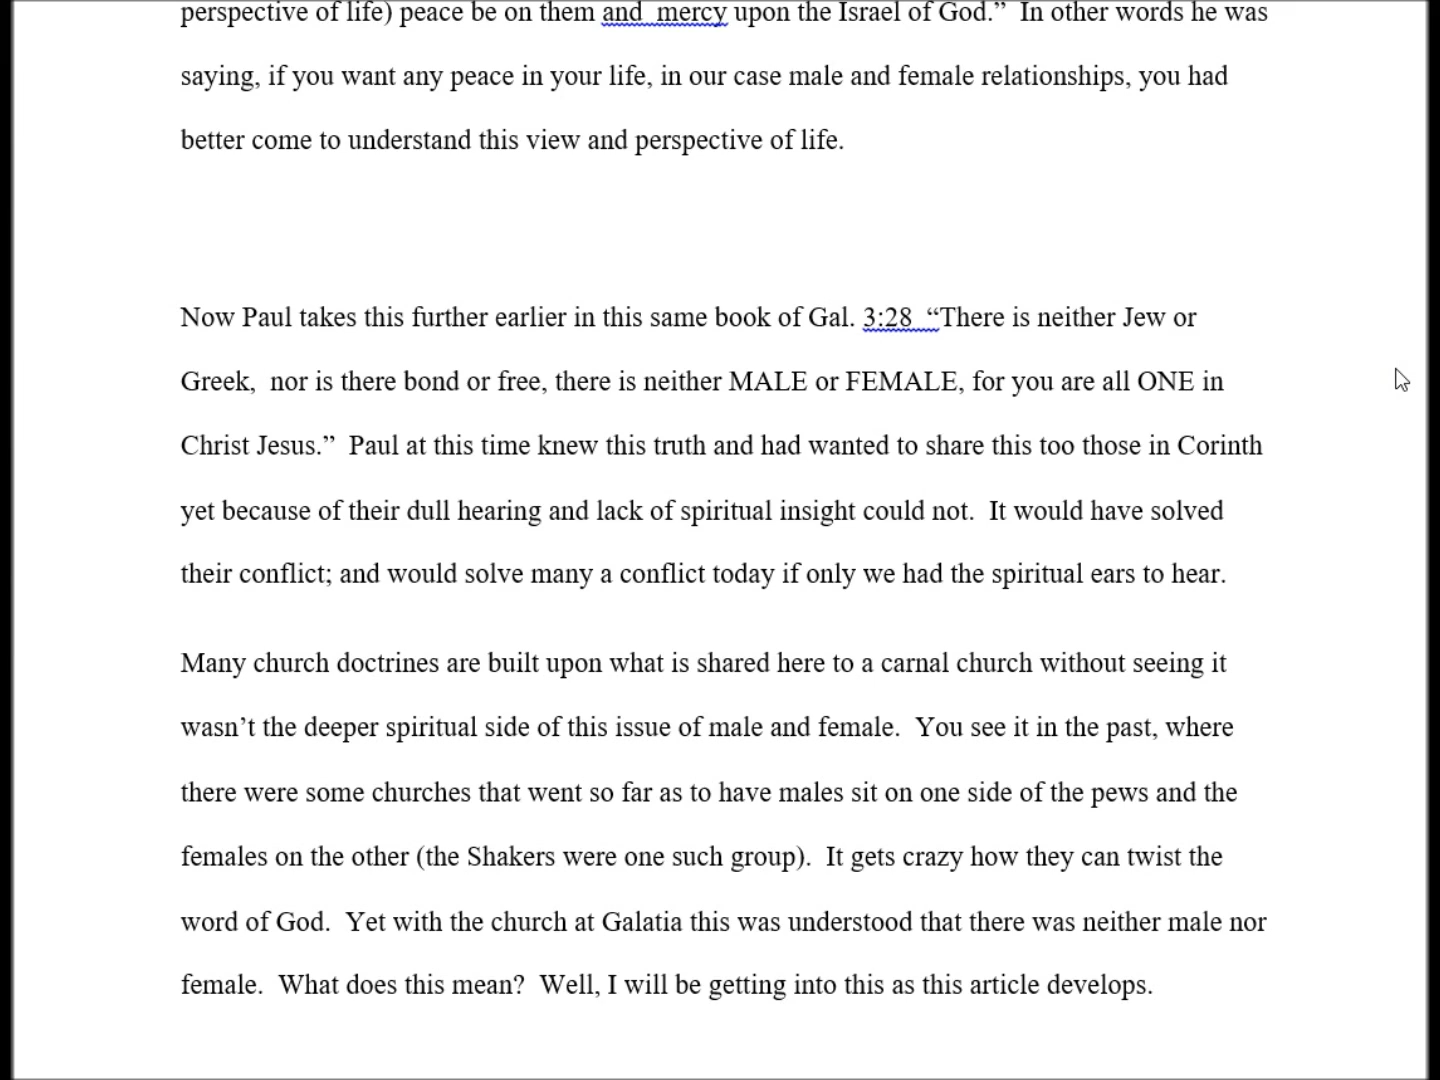 perspective of life) peace be on them and  mercy upon the Israel of God.”  In other words he was
saying, if you want any peace in your life, in our case male and female relationships, you had
better come to understand this view and perspective of life.
Now Paul takes this further earlier in this same book of Gal. 3:28  “There is neither Jew or
Greek,  nor is there bond or free, there is neither MALE or FEMALE, for you are all ONE in
Christ Jesus.”  Paul at this time knew this truth and had wanted to share this too those in Corinth
yet because of their dull hearing and lack of spiritual insight could not.  It would have solved
their conflict; and would solve many a conflict today if only we had the spiritual ears to hear.
Many church doctrines are built upon what is shared here to a carnal church without seeing it
wasn’t the deeper spiritual side of this issue of male and female.  You see it in the past, where
there were some churches that went so far as to have males sit on one side of the pews and the
females on the other (the Shakers were one such group).  It gets crazy how they can twist the
word of God.  Yet with the church at Galatia this was understood that there was neither male nor
female.  What does this mean?  Well, I will be getting into this as this article develops.